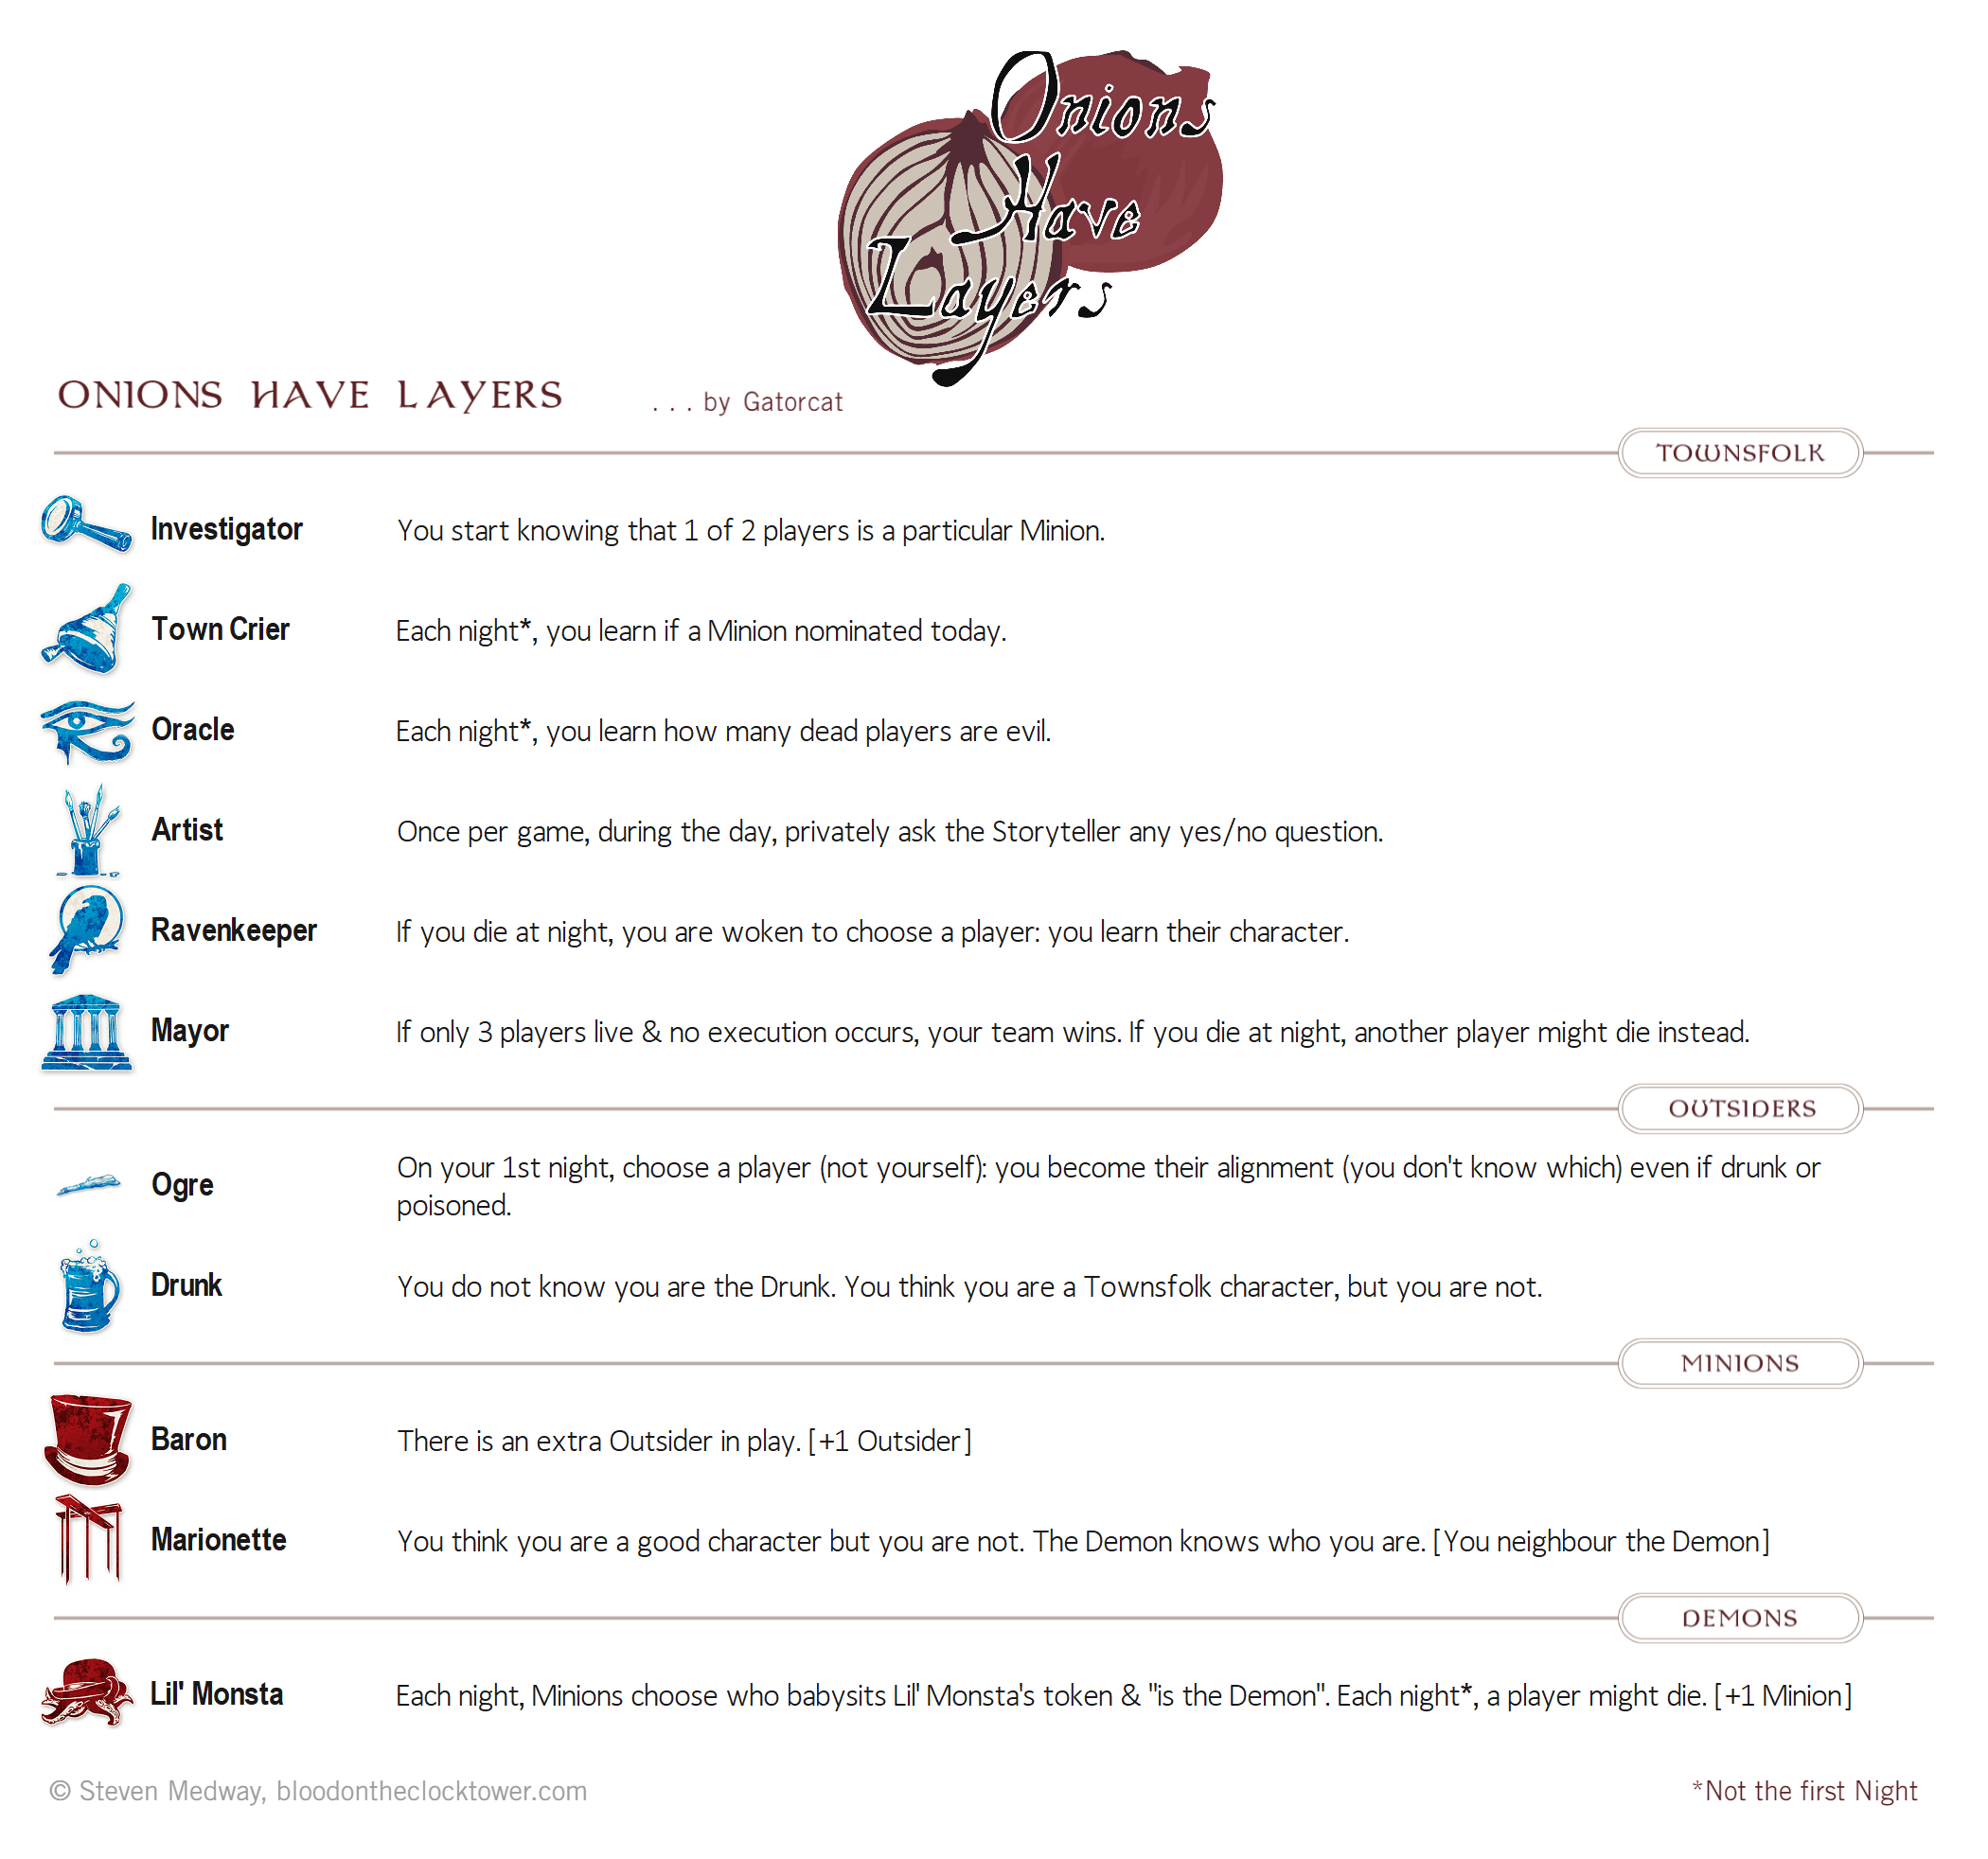 Onions
Have
Layers
ONIONS HAVE LAYERS . . . by Gatorcat
TOWNSFOLK
Investigator You start knowing that 1 of 2 players is a particular Minion.
Town Crier Each night*, you learn if a Minion nominated today.
Oracle Each night*, you learn how many dead players are evil.
Artist Once per game, during the day, privately ask the Storyteller any yes/no question.
Ravenkeeper If you die at night, you are woken to choose a player: you learn their character.
Mayor If only 3 players live & no execution occurs, your team wins. If you die at night, another player might die instead.
OUTSIDERS
Ogre On your 1st night, choose a player (not yourself): you become their alignment (you don't know which) even if drunk or
poisoned.
Drunk You do not know you are the Drunk. You think you are a Townsfolk character, but you are not.
MINIONS
Baron There is an extra Outsider in play. [+1 Outsider]
Marionette You think you are a good character but you are not. The Demon knows who you are. [You neighbour the Demon]
DEMONS
Lil' Monsta Each night, Minions choose who babysits Lil' Monsta's token & "is the Demon". Each night*, a player might die. [+1 Minion]
© Steven Medway, bloodontheclocktower.com *Not the first Night